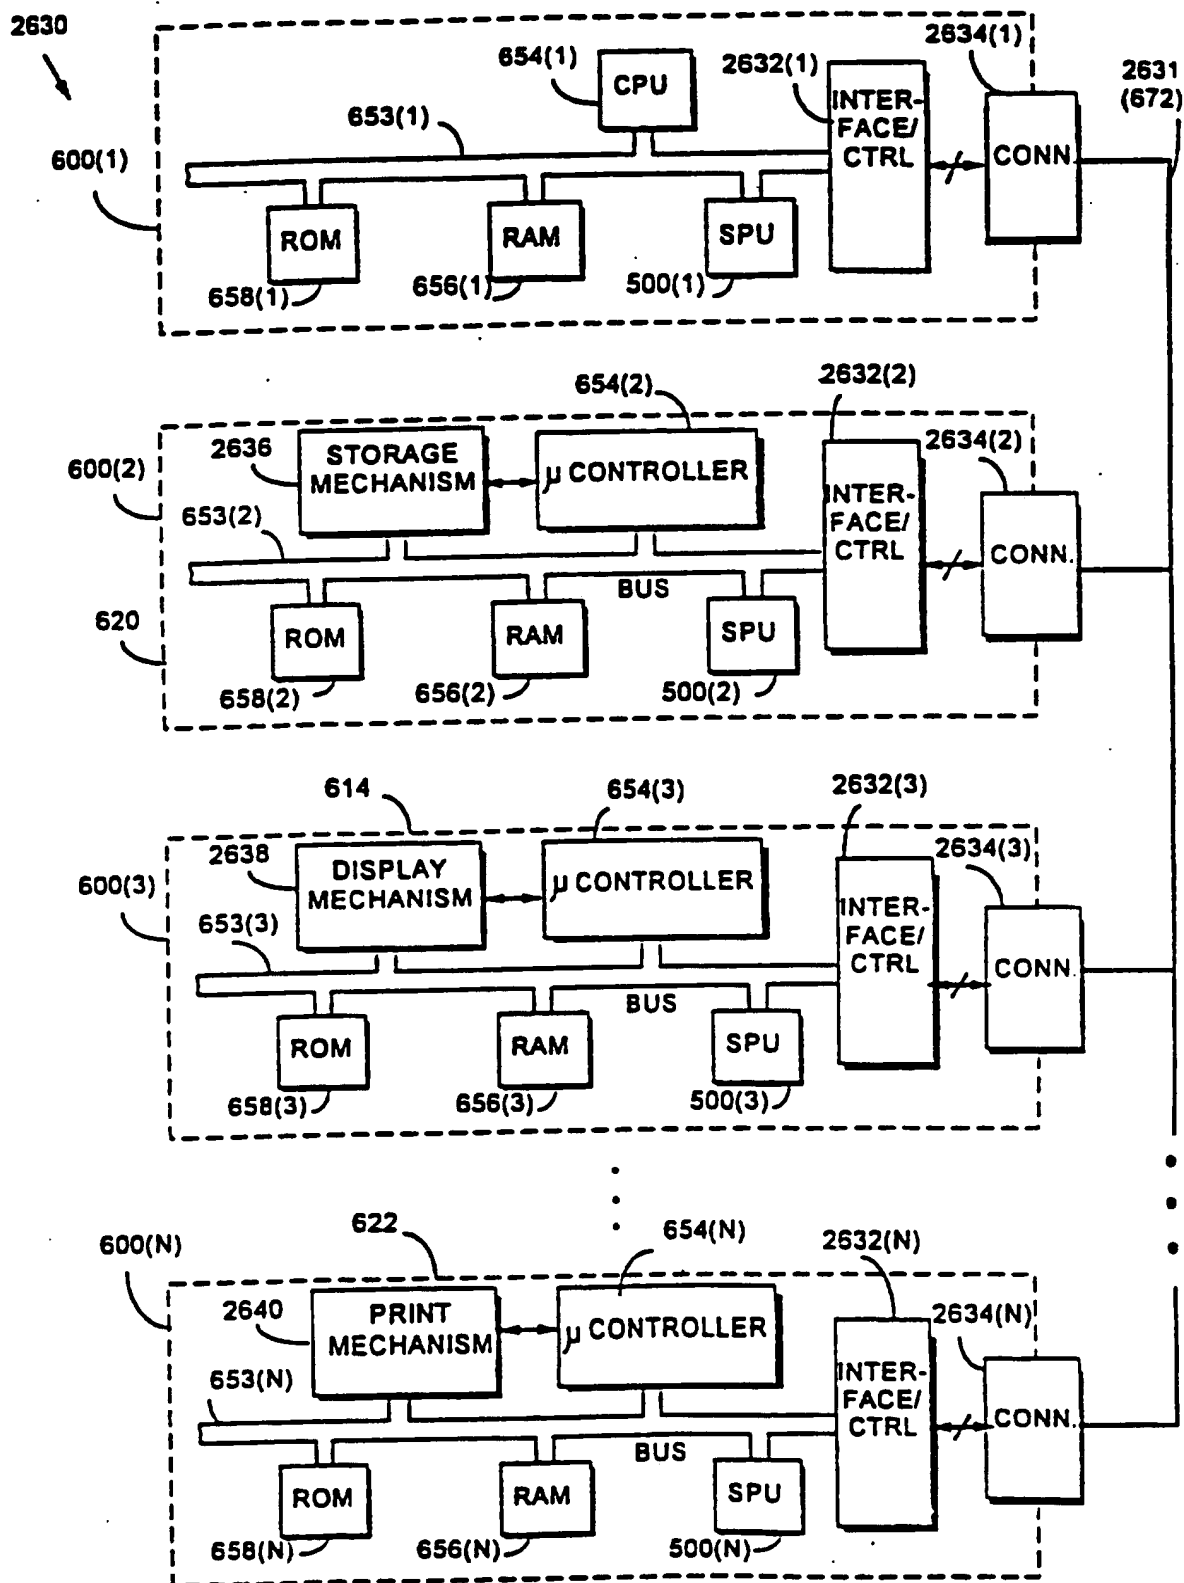 2630
600(1)
653(1)
654(1)
CPU
2632(1)
INTER-
FACE/
CTRL
2634(1)
CONN.
2631
(672)
ROM
658(1)
RAM
656(1)
SPU
500(1)
600(2)
620
2636
STORAGE
MECHANISM
653(2)
654(2)
μ CONTROLLER
2632(2)
INTER-
FACE/
CTRL
2634(2)
CONN.
BUS
ROM
658(2)
RAM
656(2)
SPU
500(2)
600(3)
614
2638
DISPLAY
MECHANISM
653(3)
654(3)
μ CONTROLLER
2632(3)
INTER-
FACE/
CTRL
2634(3)
CONN.
BUS
ROM
658(3)
RAM
656(3)
SPU
500(3)
600(N)
622
2640
PRINT
MECHANISM
653(N)
654(N)
μ CONTROLLER
2632(N)
INTER-
FACE/
CTRL
2634(N)
CONN.
BUS
ROM
658(N)
RAM
656(N)
SPU
500(N)